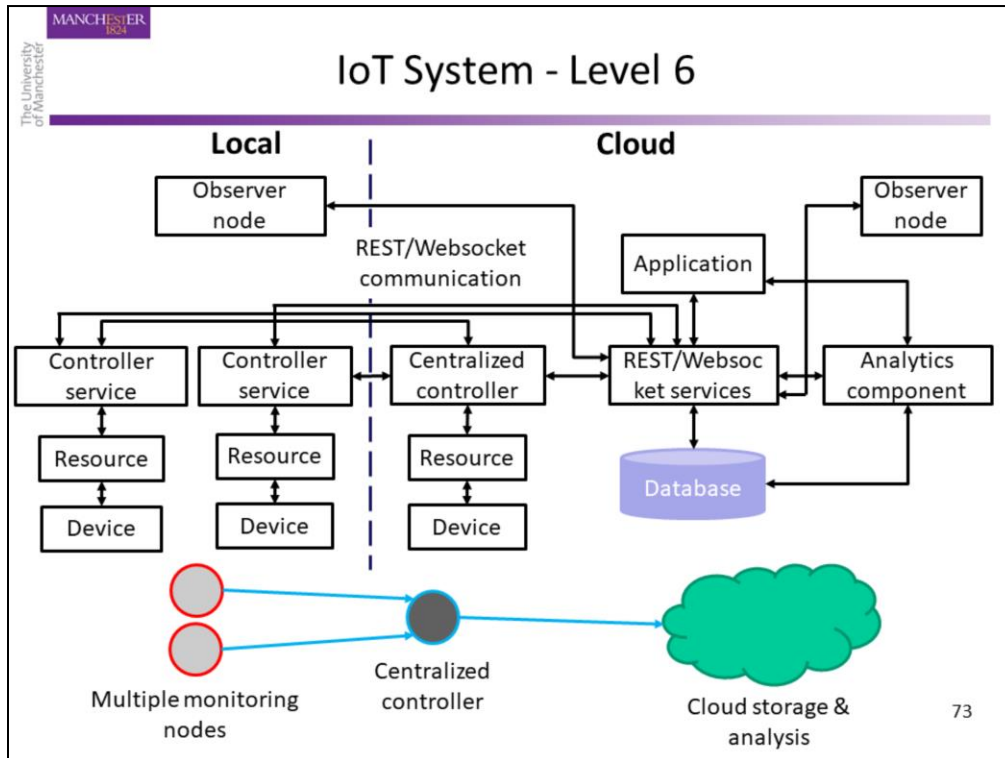 MANCHESTER
1824
The University
of Manchester
IoT System - Level 6
Local
Cloud
Observer
node
Observer
node
REST/Websocket
communication
Application
Controller
service
Controller
service
Centralized
controller
REST/Websoc
ket services
Analytics
component
Resource
Resource
Resource
Database
Device
Device
Device
Multiple monitoring
nodes
Centralized
controller
Cloud storage &
analysis
73